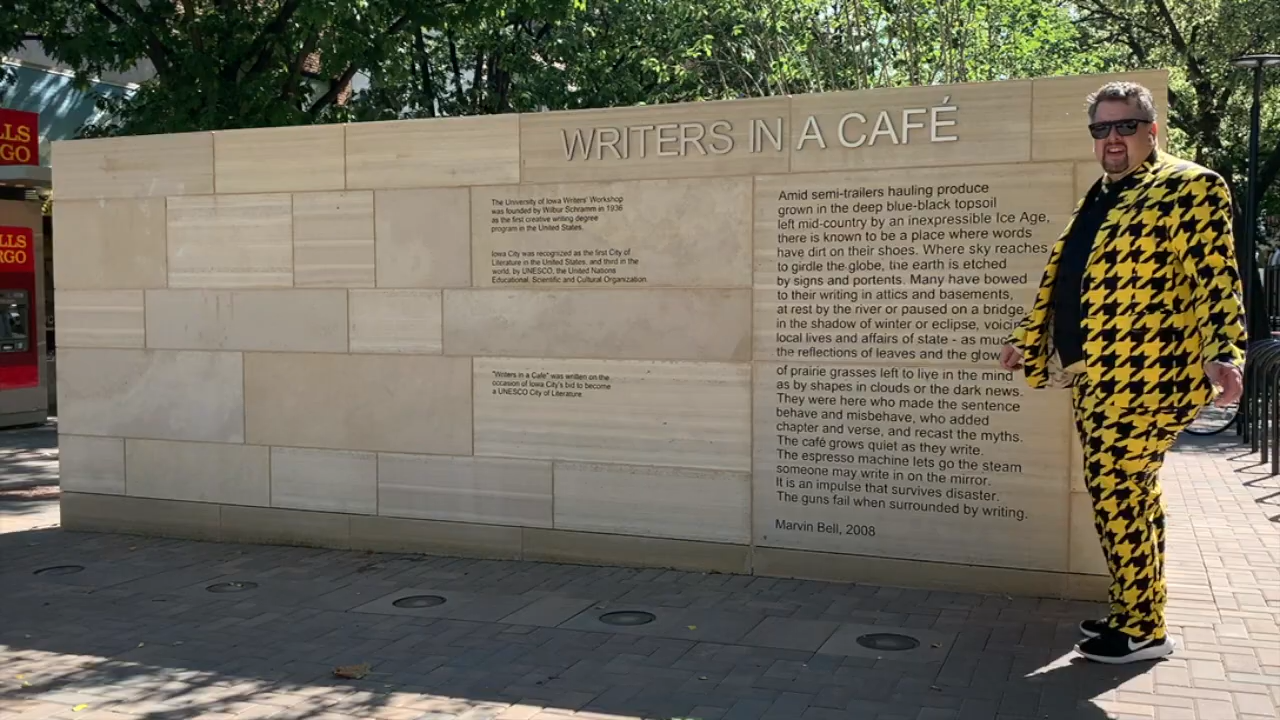 LLS
GO
LLS
RGO
WRITERS IN A CAFÉ
The University of Iowa Writers' Workshop
was founded by Wilbur Schramm in 1936
as the first creative writing degree
program in the United States.
Iowa City was recognized as the first City of
Literature in the United States, and third in the
world, by UNESCO, the United Nations
Educational, Scientific and Cultural Organization.
"Writers in a Café" was written on the
occasion of Iowa City's bid to become
a UNESCO City of Literature
Amid semi-trailers hauling produce
grown in the deep blue-black topsoil
left mid-country by an inexpressible Ice Age,
there is known to be a place where words
have dirt on their shoes. Where sky reaches
to girdle the globe, the earth is etched
by signs and portents. Many have bowed
to their writing in attics and basements,
at rest by the river or paused on a bridge,
in the shadow of winter or eclipse, voicin
local lives and affairs of state - as muc
the reflections of leaves and the glow
of prairie grasses left to live in the mind
as by shapes in clouds or the dark news.
They were here who made the sentence
behave and misbehave, who added
chapter and verse, and recast the myths.
The café grows quiet as they write.
The espresso machine lets go the steam
someone may write in on the mirror.
It is an impulse that survives disaster.
The guns fail when surrounded by writing.
Marvin Bell, 2008